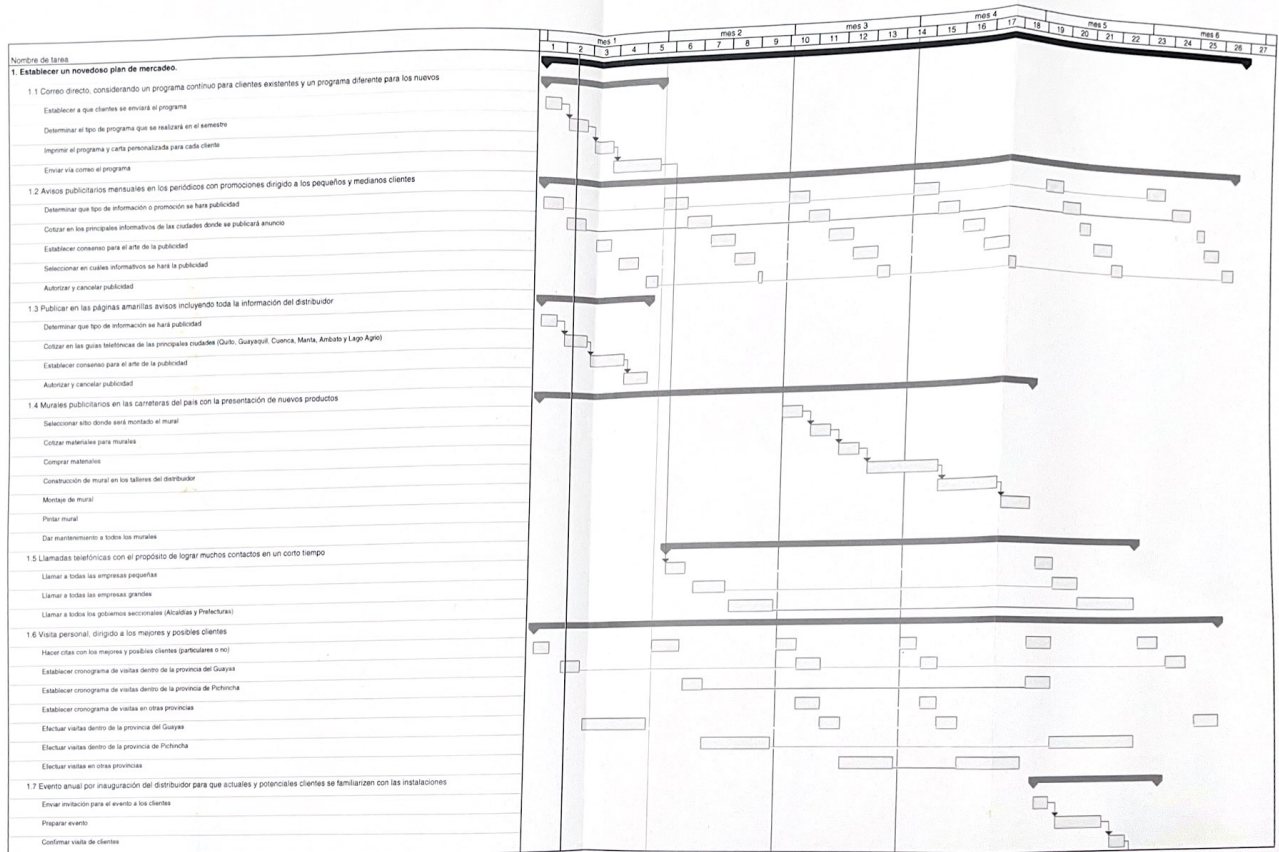 mes 1 mes 2 mes 3 mes 4 mes 5 mes 6
Nombre de tarea 1 2 3 4 5 6 7 8 9 10 11 12 13 14 15 16 17 18 19 20 21 22 23 24 25 26 27
1. Establecer un novedoso plan de mercadeo.
1.1 Correo directo, considerando un programa continuo para clientes existentes y un programa diferente para los nuevos
Establecer a que clientes se enviará el programa
Determinar el tipo de programa que se realizará en el semestre
Imprimir el programa y carta personalizada para cada cliente
Enviar vía correo el programa
1.2 Avisos publicitarios mensuales en los periódicos con promociones dirigido a los pequeños y medianos clientes
Determinar que tipo de información o promoción se hara publicidad
Cotizar en los principales informativos de las ciudades donde se publicará anuncio
Establecer consenso para el arte de la publicidad
Seleccionar en cuáles informativos se hará la publicidad
Autorizar y cancelar publicidad
1.3 Publicar en las páginas amarillas avisos incluyendo toda la información del distribuidor
Determinar que tipo de información se hará publicidad
Cotizar en las guías telefónicas de las principales ciudades (Quito, Guayaquil, Cuenca, Manta, Ambato y Lago Agrio)
Establecer consenso para el arte de la publicidad
Autorizar y cancelar publicidad
1.4 Murales publicitarios en las carreteras del pais con la presentación de nuevos productos
Seleccionar sitio donde será montado el mural
Cotizar materiales para murales
Comprar materiales
Construcción de mural en los talleres del distribuidor
Montaje de mural
Pintar mural
Dar mantenimiento a todos los murales
1.5 Llamadas telefónicas con el propósito de lograr muchos contactos en un corto tiempo
Llamar a todas las empresas pequeñas
Llamar a todas las empresas grandes
Llamar a todos los gobiernos seccionales (Alcaldías y Prefecturas)
1.6 Visita personal, dirigido a los mejores y posibles clientes
Hacer citas con los mejores y posibles clientes (particulares o no)
Establecer cronograma de visitas dentro de la provincia del Guayas
Establecer cronograma de visitas dentro de la provincia de Pichincha
Establecer cronograma de visitas en otras provincias
Efectuar visitas dentro de la provincia del Guayas
Efectuar visitas dentro de la provincia de Pichincha
Efectuar visitas en otras provincias
1.7 Evento anual por inauguración del distribuidor para que actuales y potenciales clientes se familiarizen con las instalaciones
Enviar invitación para el evento a los clientes
Preparar evento
Confirmar visita de clientes